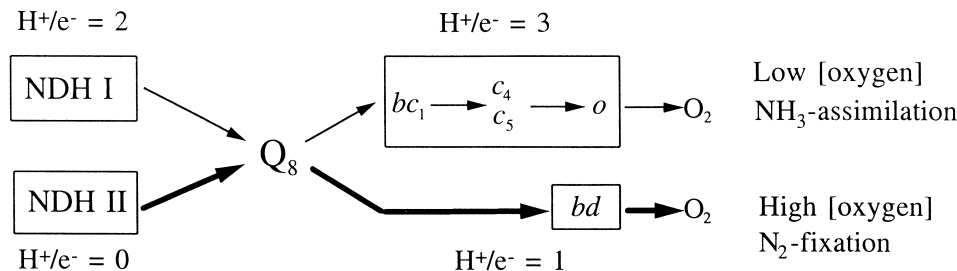 H⁺/e⁻ = 2
H⁺/e⁻ = 3
NDH I
bc₁
c₄
c₅
o
O₂
Low [oxygen]
NH₃-assimilation
Q₈
NDH II
bd
O₂
High [oxygen]
N₂-fixation
H⁺/e⁻ = 0
H⁺/e⁻ = 1